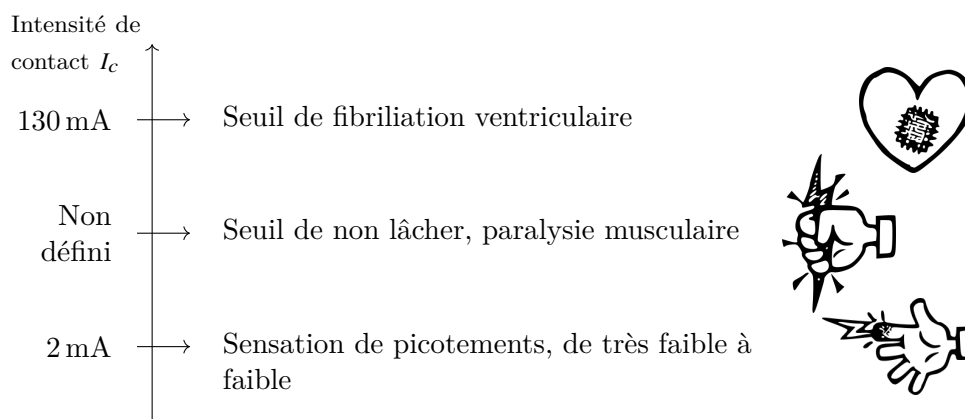 Intensité de
contact I_c
130 mA
Seuil de fibriliation ventriculaire
Non
défini
Seuil de non lâcher, paralysie musculaire
2 mA
Sensation de picotements, de très faible à
faible